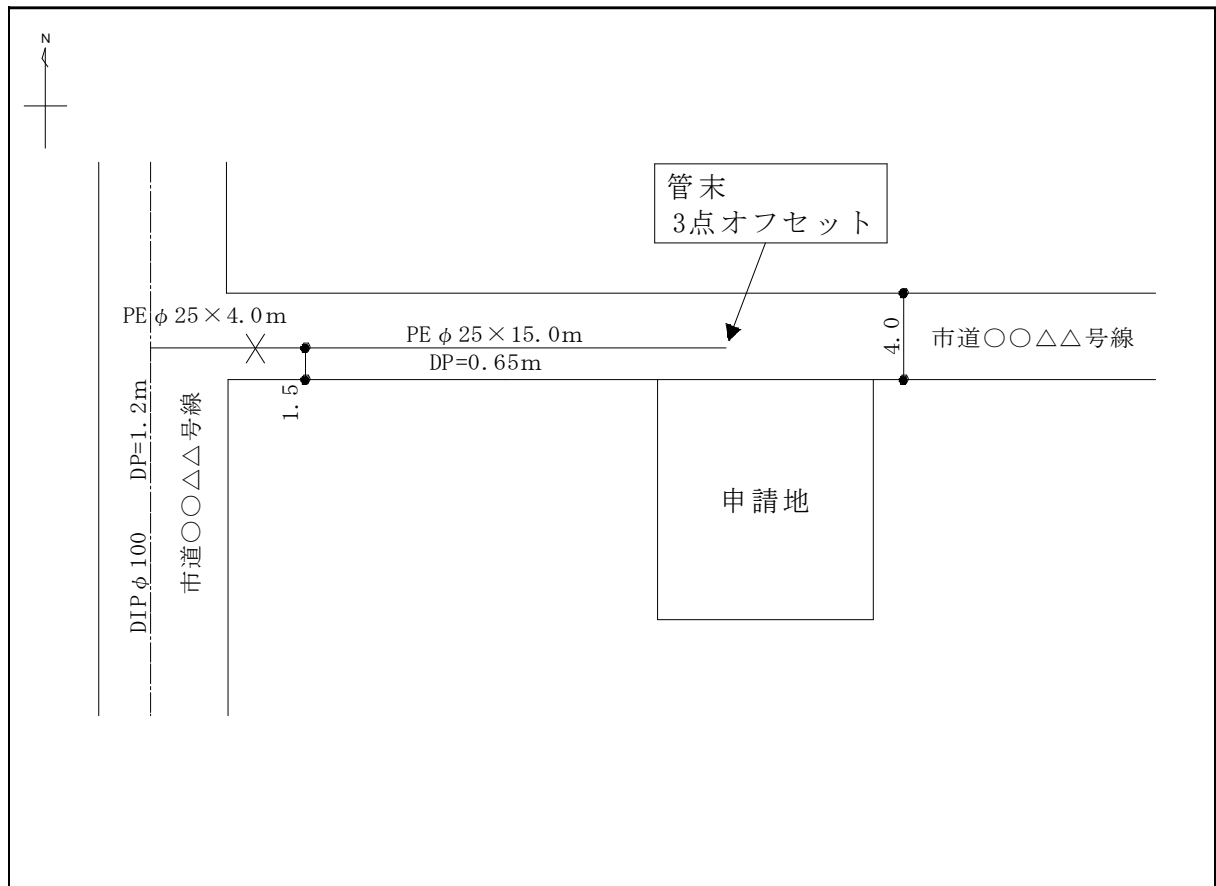 N
管末
3点オフセット
PEφ25×4.0m
PEφ25×15.0m
DP=0.65m
4.0
市道○○△△号線
1.5
DIPφ100 DP=1.2m
市道○○△△号線
申請地